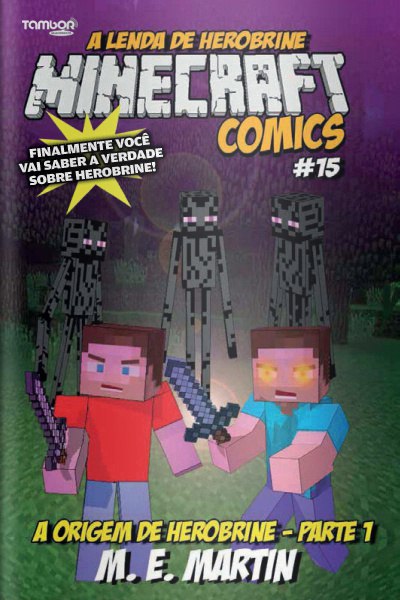 TAMBOR
A LENDA DE HEROBRINE
MINECRAFT
COMICS
#15
FINALMENTE VOCÊ
VAI SABER A VERDADE
SOBRE HEROBRINE!
A ORIGEM DE HEROBRINE - PARTE 1
M. E. MARTIN